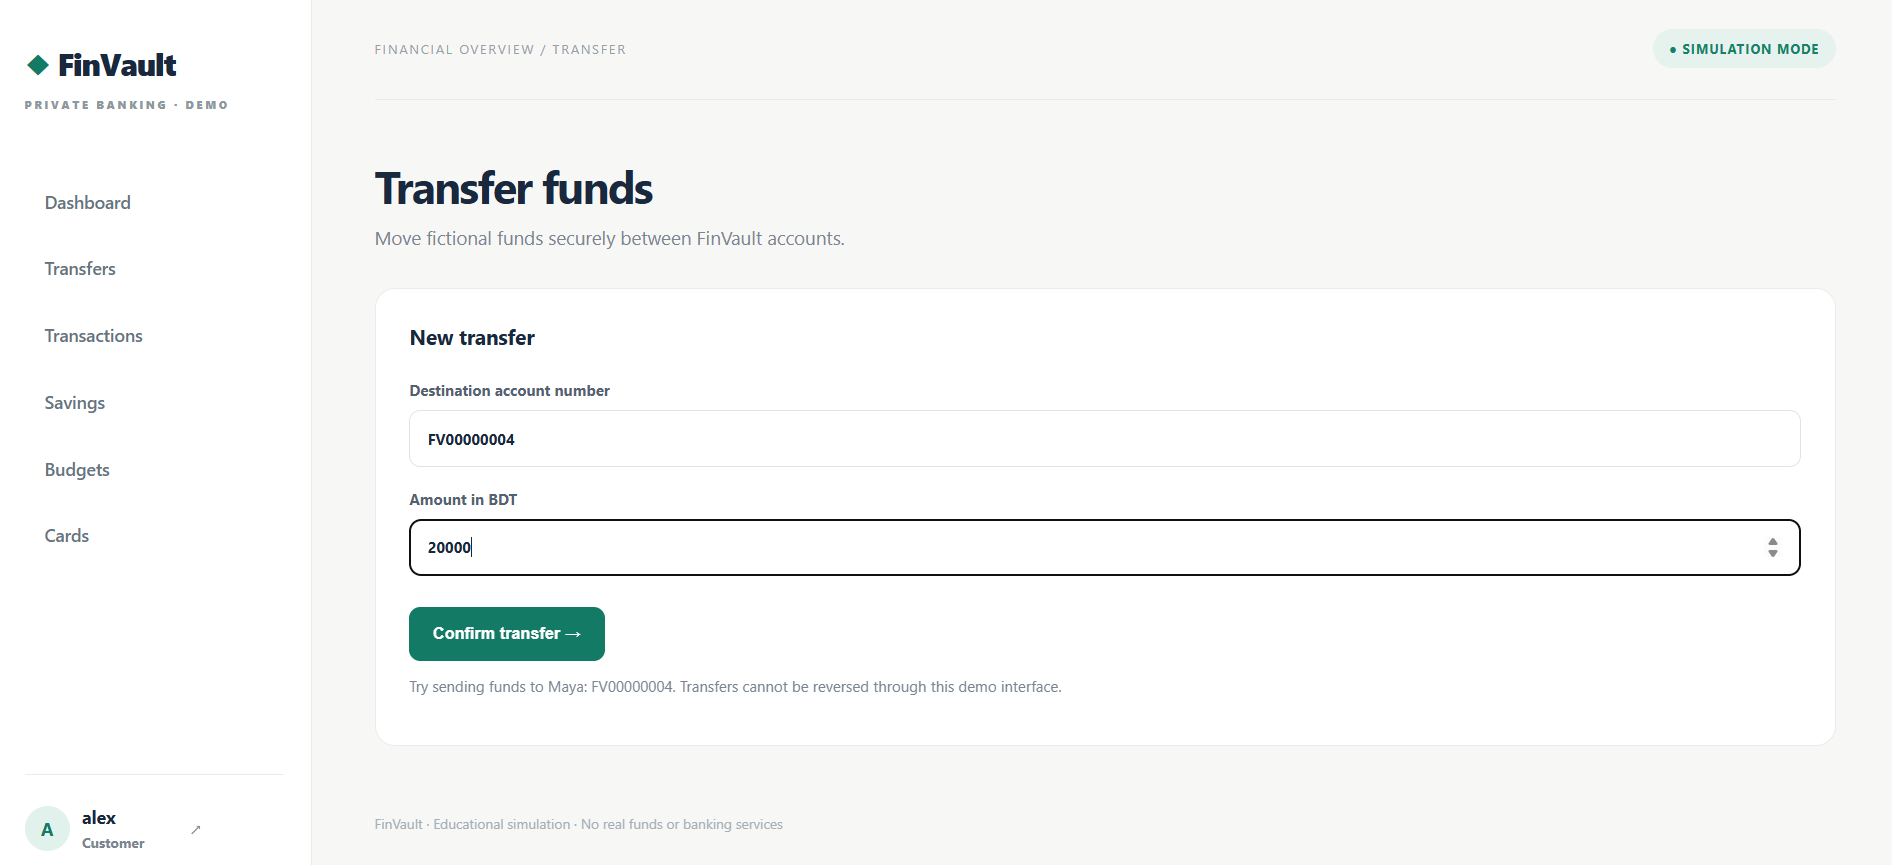 FinVault
PRIVATE BANKING · DEMO
Dashboard
Transfers
Transactions
Savings
Budgets
Cards
A
alex
Customer
↗
FINANCIAL OVERVIEW / TRANSFER
● SIMULATION MODE
Transfer funds
Move fictional funds securely between FinVault accounts.
New transfer
Destination account number
FV00000004
Amount in BDT
20000
Confirm transfer →
Try sending funds to Maya: FV00000004. Transfers cannot be reversed through this demo interface.
FinVault · Educational simulation · No real funds or banking services